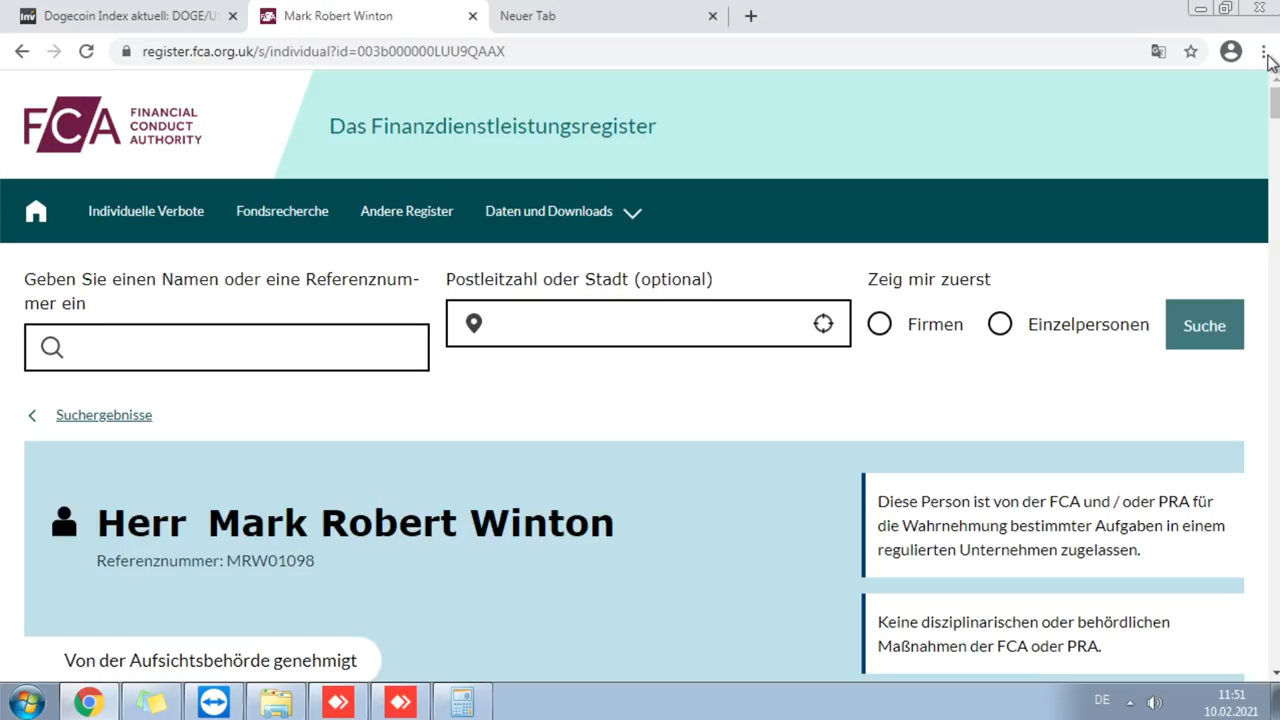 Dogecoin Index aktuell: DOGE/U
Mark Robert Winton
Neuer Tab
register.fca.org.uk/s/individual?id=003b000000LUU9QAAX
FCA
FINANCIAL
CONDUCT
AUTHORITY
Das Finanzdienstleistungsregister
Individuelle Verbote
Fondsrecherche
Andere Register
Daten und Downloads
Geben Sie einen Namen oder eine Referenznum-
mer ein
Postleitzahl oder Stadt (optional)
Zeig mir zuerst
Firmen
Einzelpersonen
Suche
Suchergebnisse
Herr Mark Robert Winton
Referenznummer: MRW01098
Diese Person ist von der FCA und / oder PRA für
die Wahrnehmung bestimmter Aufgaben in einem
regulierten Unternehmen zugelassen.
Keine disziplinarischen oder behördlichen
Maßnahmen der FCA oder PRA.
Von der Aufsichtsbehörde genehmigt
DE
11:51
10.02.2021